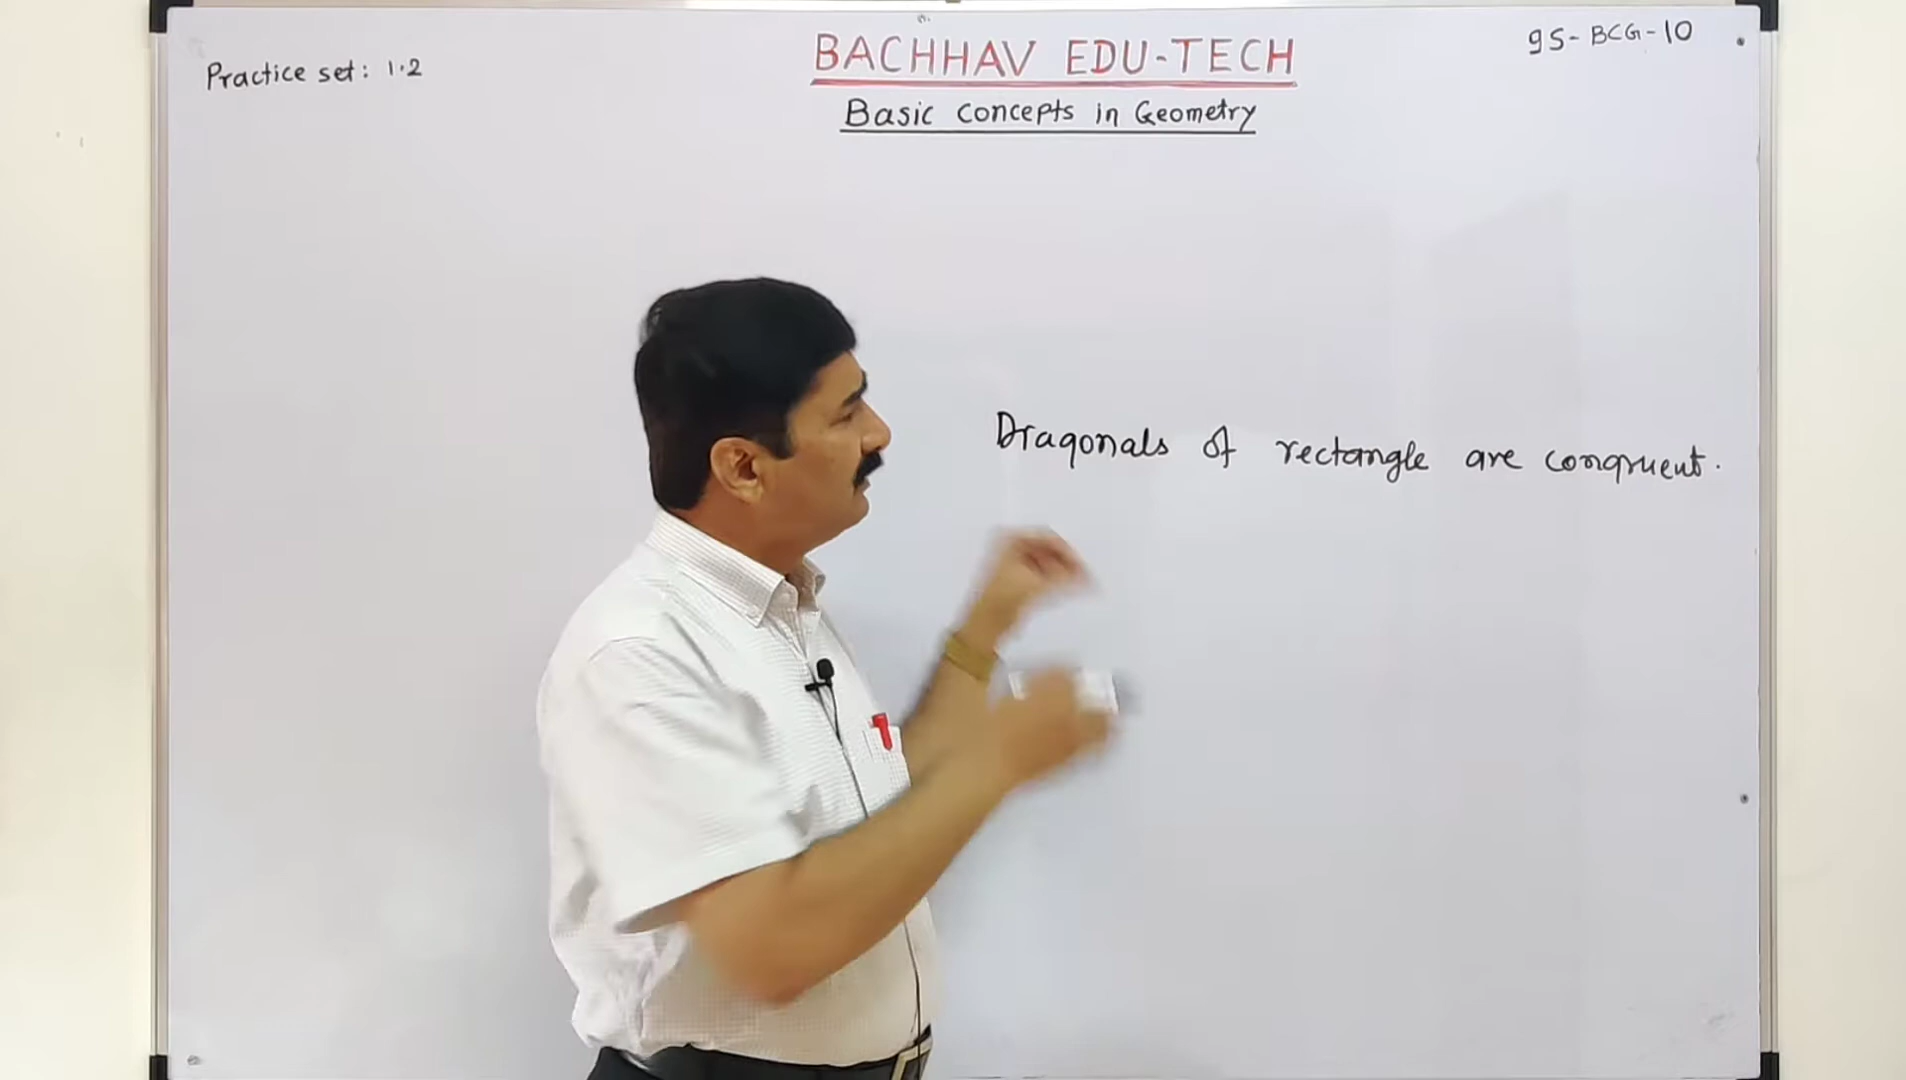 BACHHAV EDU-TECH
9S-BCG-10
Practice set: 1.2
Basic concepts in Geometry
Diagonals of rectangle are congruent.